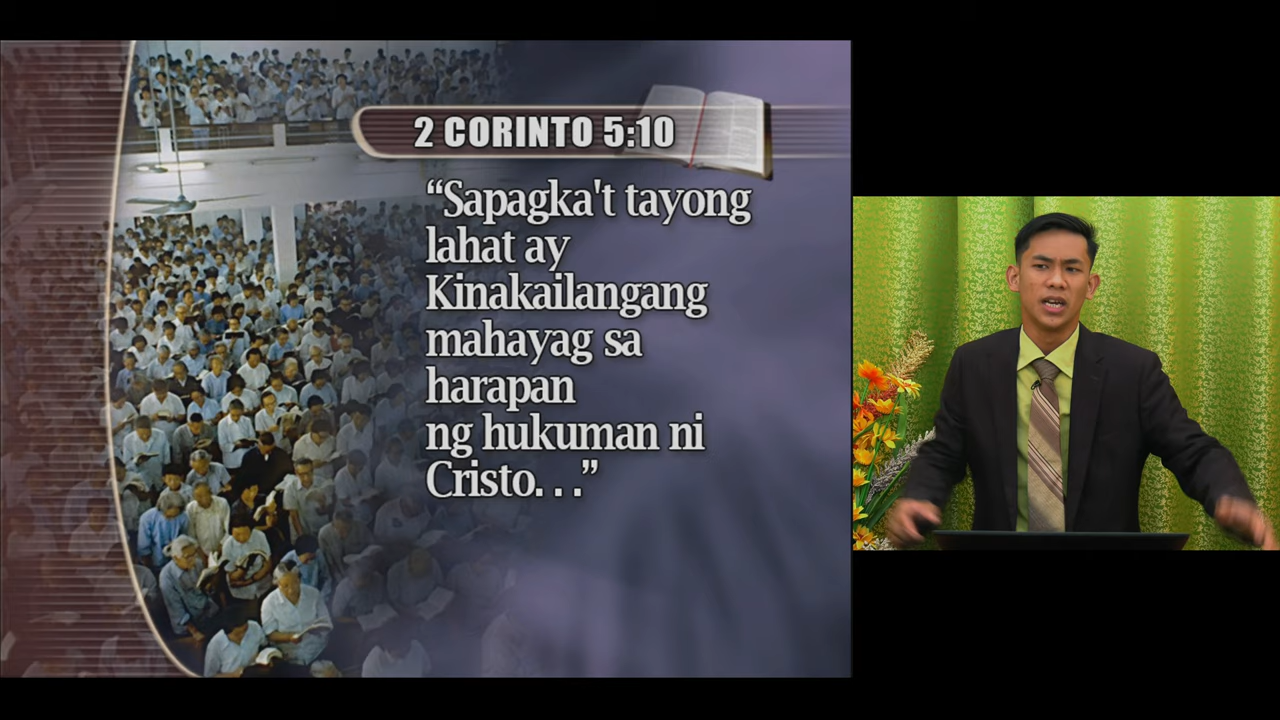 2 CORINTO 5:10
“Sapagka't tayong
lahat ay
Kinakailangang
mahayag sa
harapan
ng hukuman ni
Cristo. . .”